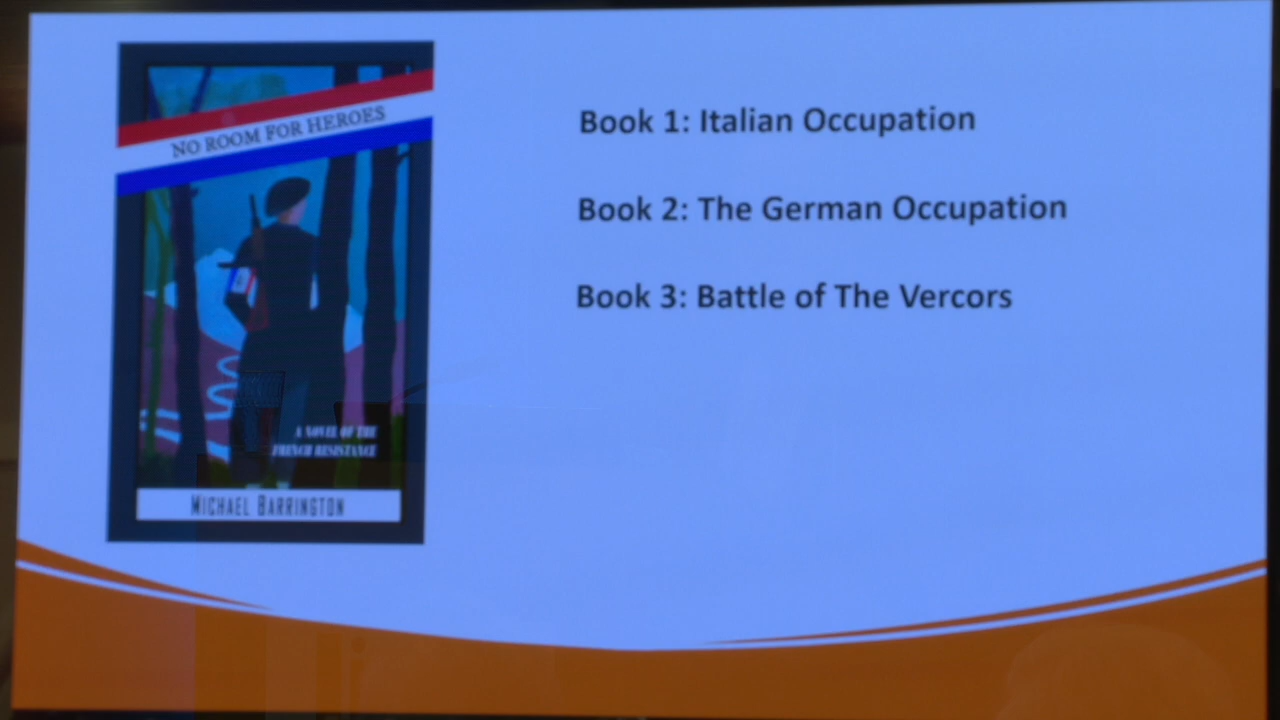 NO ROOM FOR HEROES
A NOVEL OF THE
FRENCH RESISTANCE
MICHAEL BARRINGTON
Book 1: Italian Occupation
Book 2: The German Occupation
Book 3: Battle of The Vercors